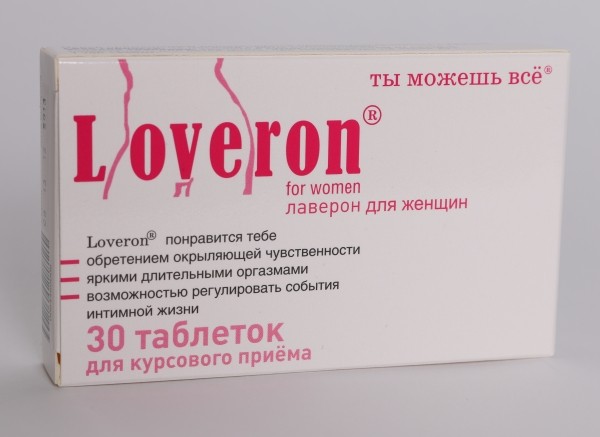 ты можешь всё®
Loveron®
л
for women
лаверон для женщин
Loveron® понравится тебе
обретением окрыляющей чувственности
яркими длительными оргазмами
возможностью регулировать события
интимной жизни
30 таблеток
для курсового приёма